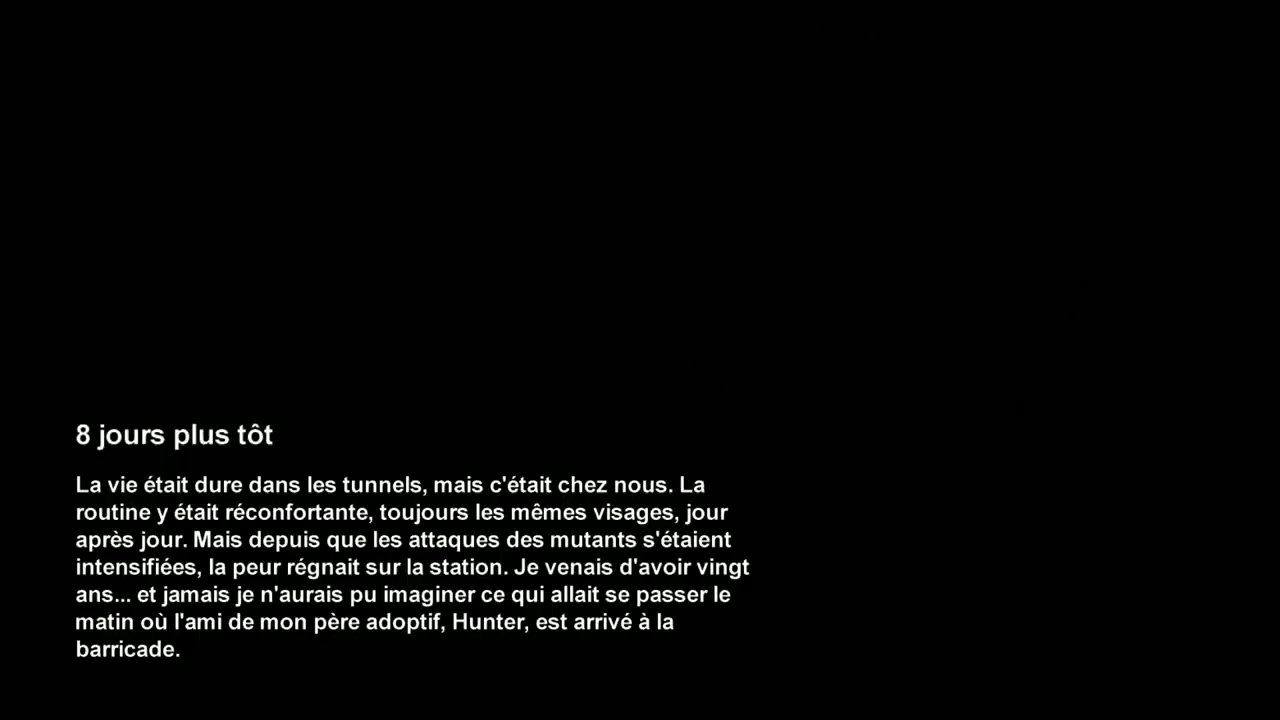 8 jours plus tôt
La vie était dure dans les tunnels, mais c'était chez nous. La
routine y était réconfortante, toujours les mêmes visages, jour
après jour. Mais depuis que les attaques des mutants s'étaient
intensifiées, la peur régnait sur la station. Je venais d'avoir vingt
ans... et jamais je n'aurais pu imaginer ce qui allait se passer le
matin où l'ami de mon père adoptif, Hunter, est arrivé à la
barricade.